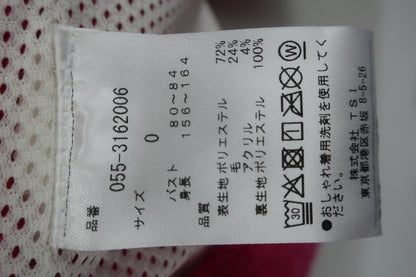 品番 055-3162006
サイズ 0
バスト 80～84
身長 156～164
品質
表生地 ポリエステル 72%
毛 24%
アクリル 4%
裏生地 ポリエステル 100%
30
W
●おしゃれ着用洗剤を使用してく
ださい。
株式会社 TSI
東京都港区赤坂 8-5-26